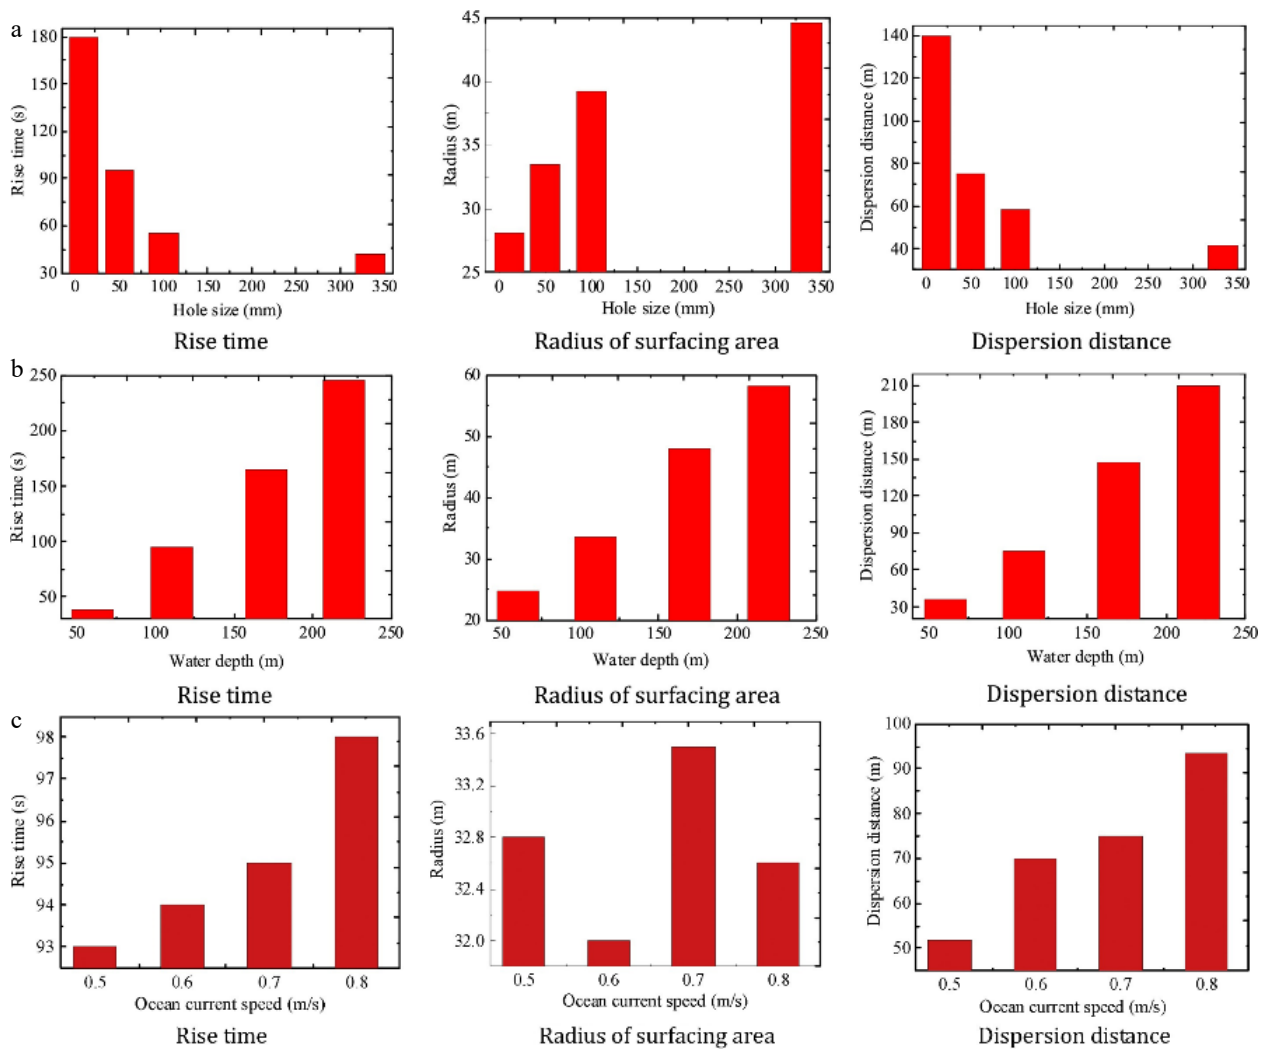 a
Rise time (s)
180
150
120
90
60
30
0 50 100 150 200 250 300 350
Hole size (mm)
Rise time
Radius (m)
45
40
35
30
25
0 50 100 150 200 250 300 350
Hole size (mm)
Radius of surfacing area
Dispersion distance (m)
140
120
100
80
60
40
0 50 100 150 200 250 300 350
Hole size (mm)
Dispersion distance
b
Rise time (s)
250
200
150
100
50
50 100 150 200 250
Water depth (m)
Rise time
Radius (m)
60
50
40
30
20
50 100 150 200 250
Water depth (m)
Radius of surfacing area
Dispersion distance (m)
210
180
150
120
90
60
30
50 100 150 200 250
Water depth (m)
Dispersion distance
c
Rise time (s)
98
97
96
95
94
93
0.5 0.6 0.7 0.8
Ocean current speed (m/s)
Rise time
Radius (m)
33.6
33.2
32.8
32.4
32.0
0.5 0.6 0.7 0.8
Ocean current speed (m/s)
Radius of surfacing area
Dispersion distance (m)
100
90
80
70
60
50
0.5 0.6 0.7 0.8
Ocean current speed (m/s)
Dispersion distance